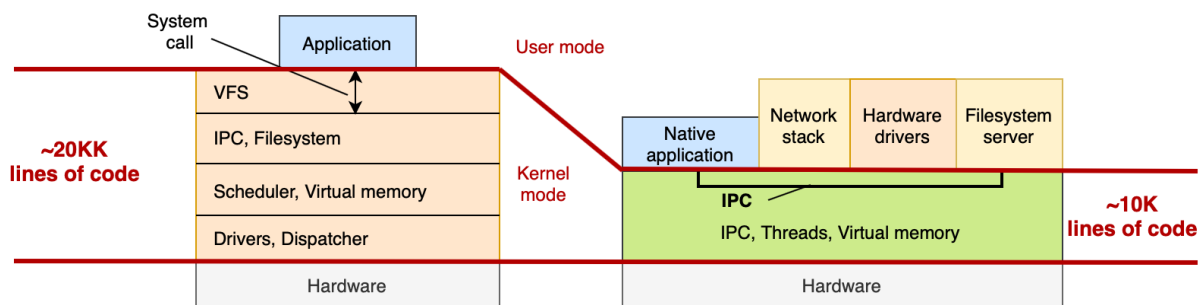 System
call
Application
User mode
VFS
IPC, Filesystem
Scheduler, Virtual memory
Drivers, Dispatcher
Hardware
~20KK
lines of code
Kernel
mode
Native
application
Network
stack
Hardware
drivers
Filesystem
server
IPC
IPC, Threads, Virtual memory
Hardware
~10K
lines of code